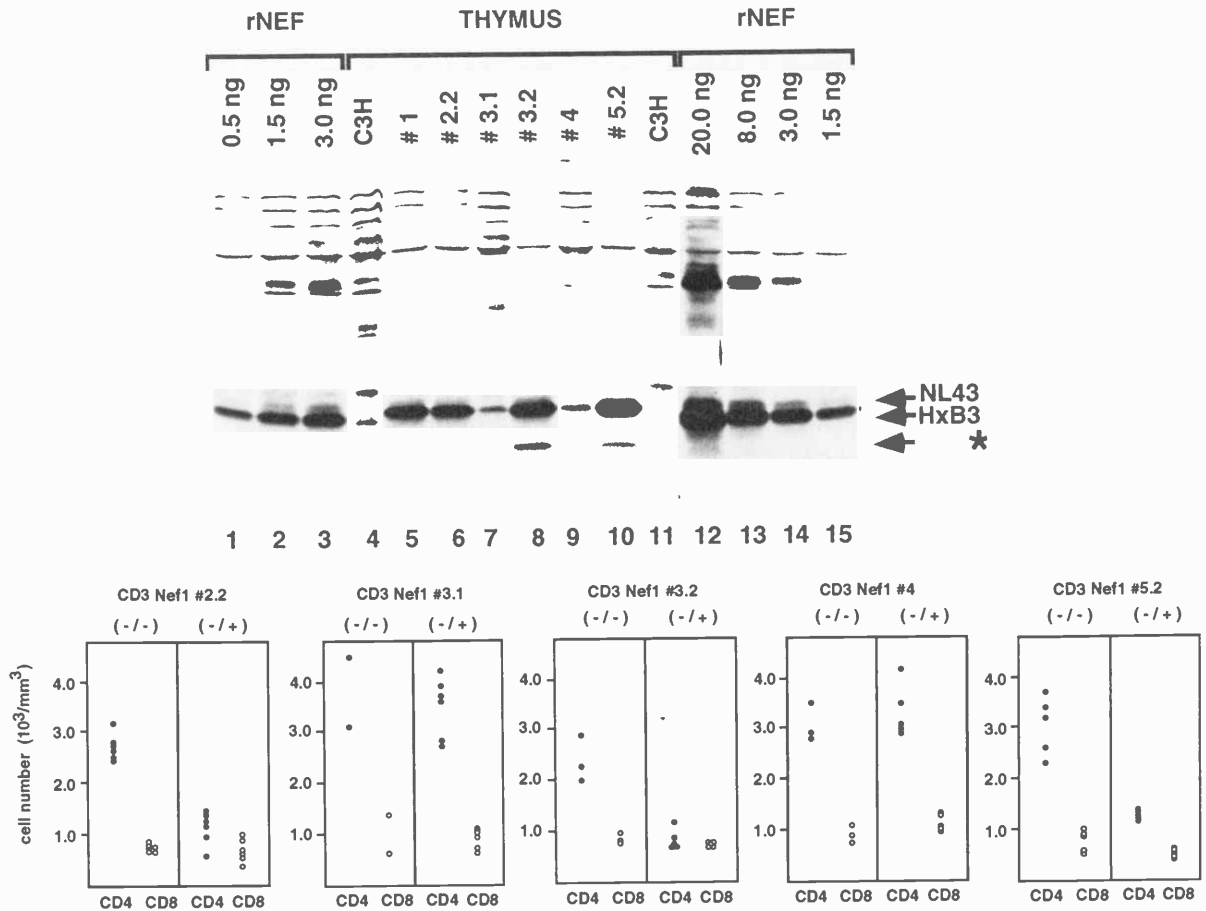 rNEF THYMUS rNEF
0.5 ng 1.5 ng 3.0 ng C3H # 1 # 2.2 # 3.1 # 3.2 # 4 # 5.2 C3H 20.0 ng 8.0 ng 3.0 ng 1.5 ng
NL43
HxB3
*
1 2 3 4 5 6 7 8 9 10 11 12 13 14 15
CD3 Nef1 #2.2 CD3 Nef1 #3.1 CD3 Nef1 #3.2 CD3 Nef1 #4 CD3 Nef1 #5.2
(-/-) (-/+) (-/-) (-/+) (-/-) (-/+) (-/-) (-/+) (-/-) (-/+)
cell number (10³/mm³)
4.0 4.0 4.0 4.0 4.0
3.0 3.0 3.0 3.0 3.0
2.0 2.0 2.0 2.0 2.0
1.0 1.0 1.0 1.0 1.0
CD4 CD8 CD4 CD8 CD4 CD8 CD4 CD8 CD4 CD8 CD4 CD8 CD4 CD8 CD4 CD8 CD4 CD8 CD4 CD8